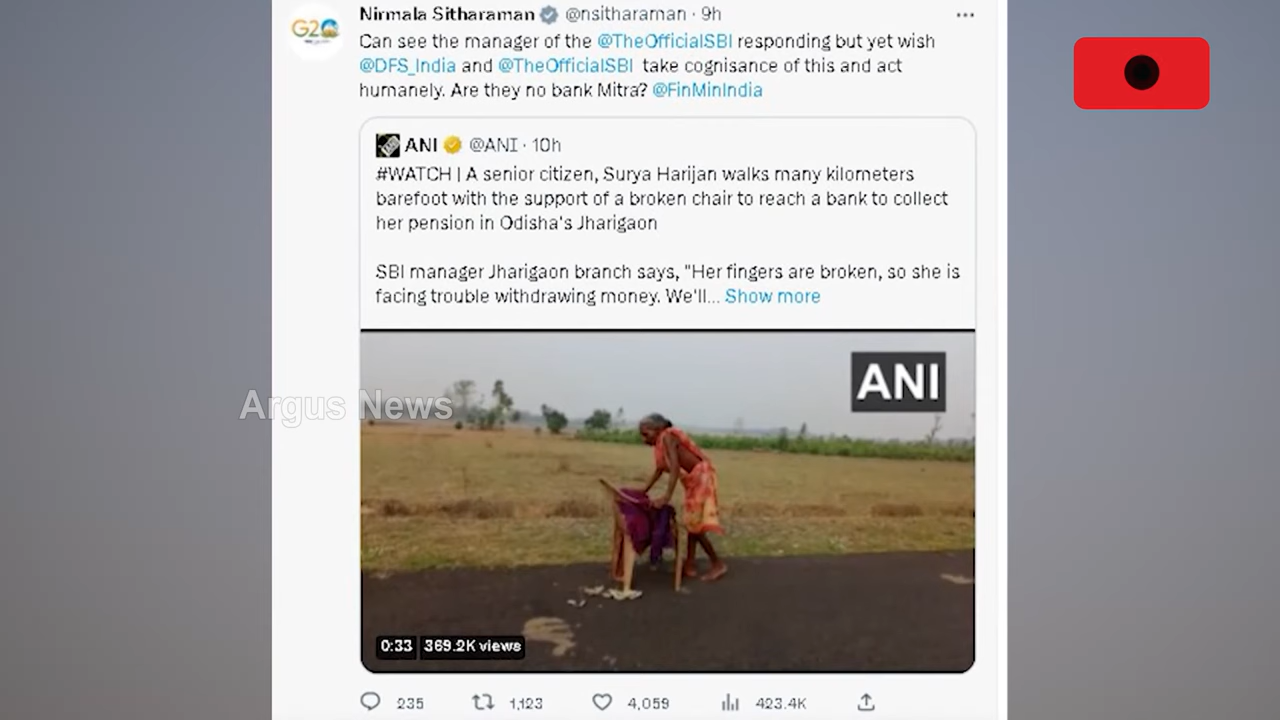 G20
Nirmala Sitharaman @nsitharaman · 9h
Can see the manager of the @TheOfficialSBI responding but yet wish
@DFS_India and @TheOfficialSBI take cognisance of this and act
humanely. Are they no bank Mitra? @FinMinIndia
ANI @ANI · 10h
#WATCH | A senior citizen, Surya Harijan walks many kilometers
barefoot with the support of a broken chair to reach a bank to collect
her pension in Odisha's Jharigaon
SBI manager Jharigaon branch says, "Her fingers are broken, so she is
facing trouble withdrawing money. We'll... Show more
ANI
Argus News
0:33 369.2K views
235 1,123 4,059 423.4K